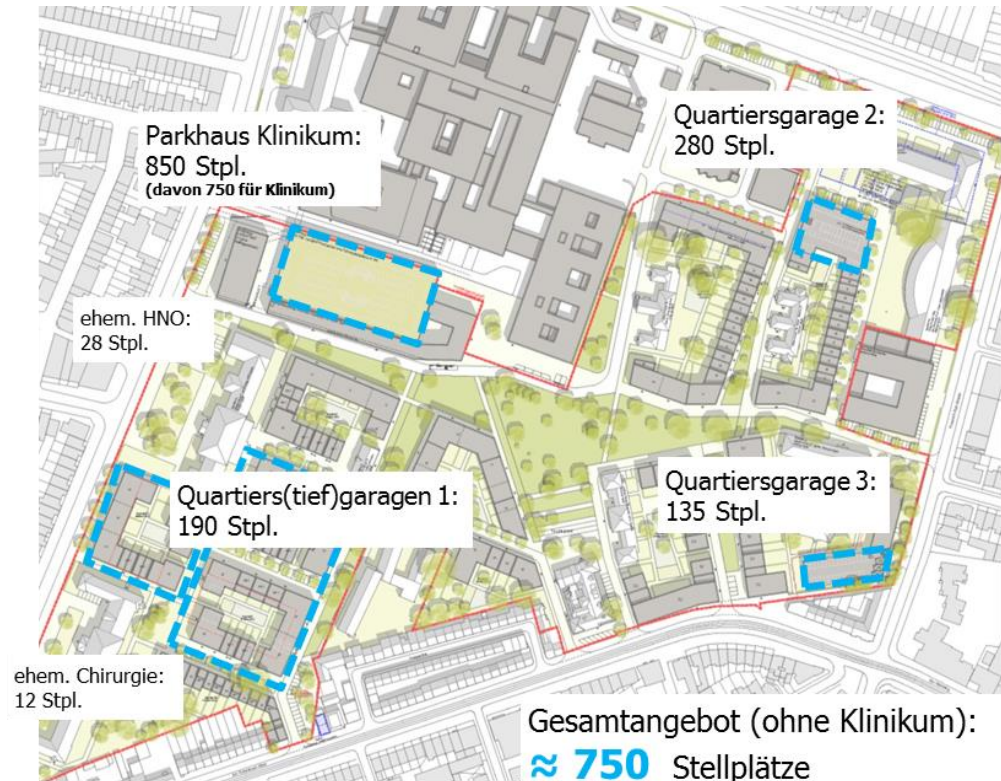 Parkhaus Klinikum:
850 Stpl.
(davon 750 für Klinikum)
Quartiersgarage 2:
280 Stpl.
ehem. HNO:
28 Stpl.
Quartiers(tief)garagen 1:
190 Stpl.
Quartiersgarage 3:
135 Stpl.
ehem. Chirurgie:
12 Stpl.
Gesamtangebot (ohne Klinikum):
≈ 750 Stellplätze